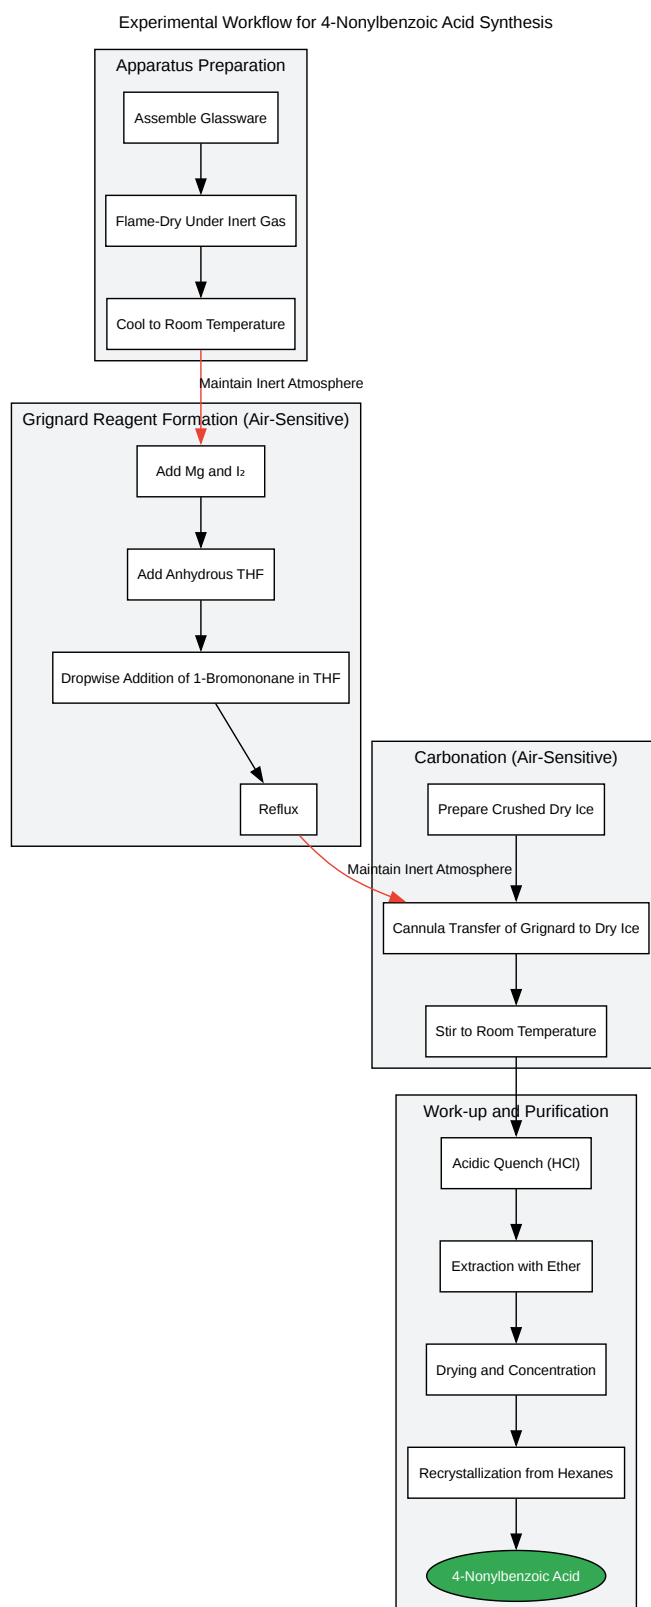 Experimental Workflow for 4-Nonylbenzoic Acid Synthesis
Apparatus Preparation
Assemble Glassware
Flame-Dry Under Inert Gas
Cool to Room Temperature
Maintain Inert Atmosphere
Grignard Reagent Formation (Air-Sensitive)
Add Mg and I₂
Add Anhydrous THF
Dropwise Addition of 1-Bromononane in THF
Reflux
Carbonation (Air-Sensitive)
Prepare Crushed Dry Ice
Maintain Inert Atmosphere
Cannula Transfer of Grignard to Dry Ice
Stir to Room Temperature
Work-up and Purification
Acidic Quench (HCl)
Extraction with Ether
Drying and Concentration
Recrystallization from Hexanes
4-Nonylbenzoic Acid